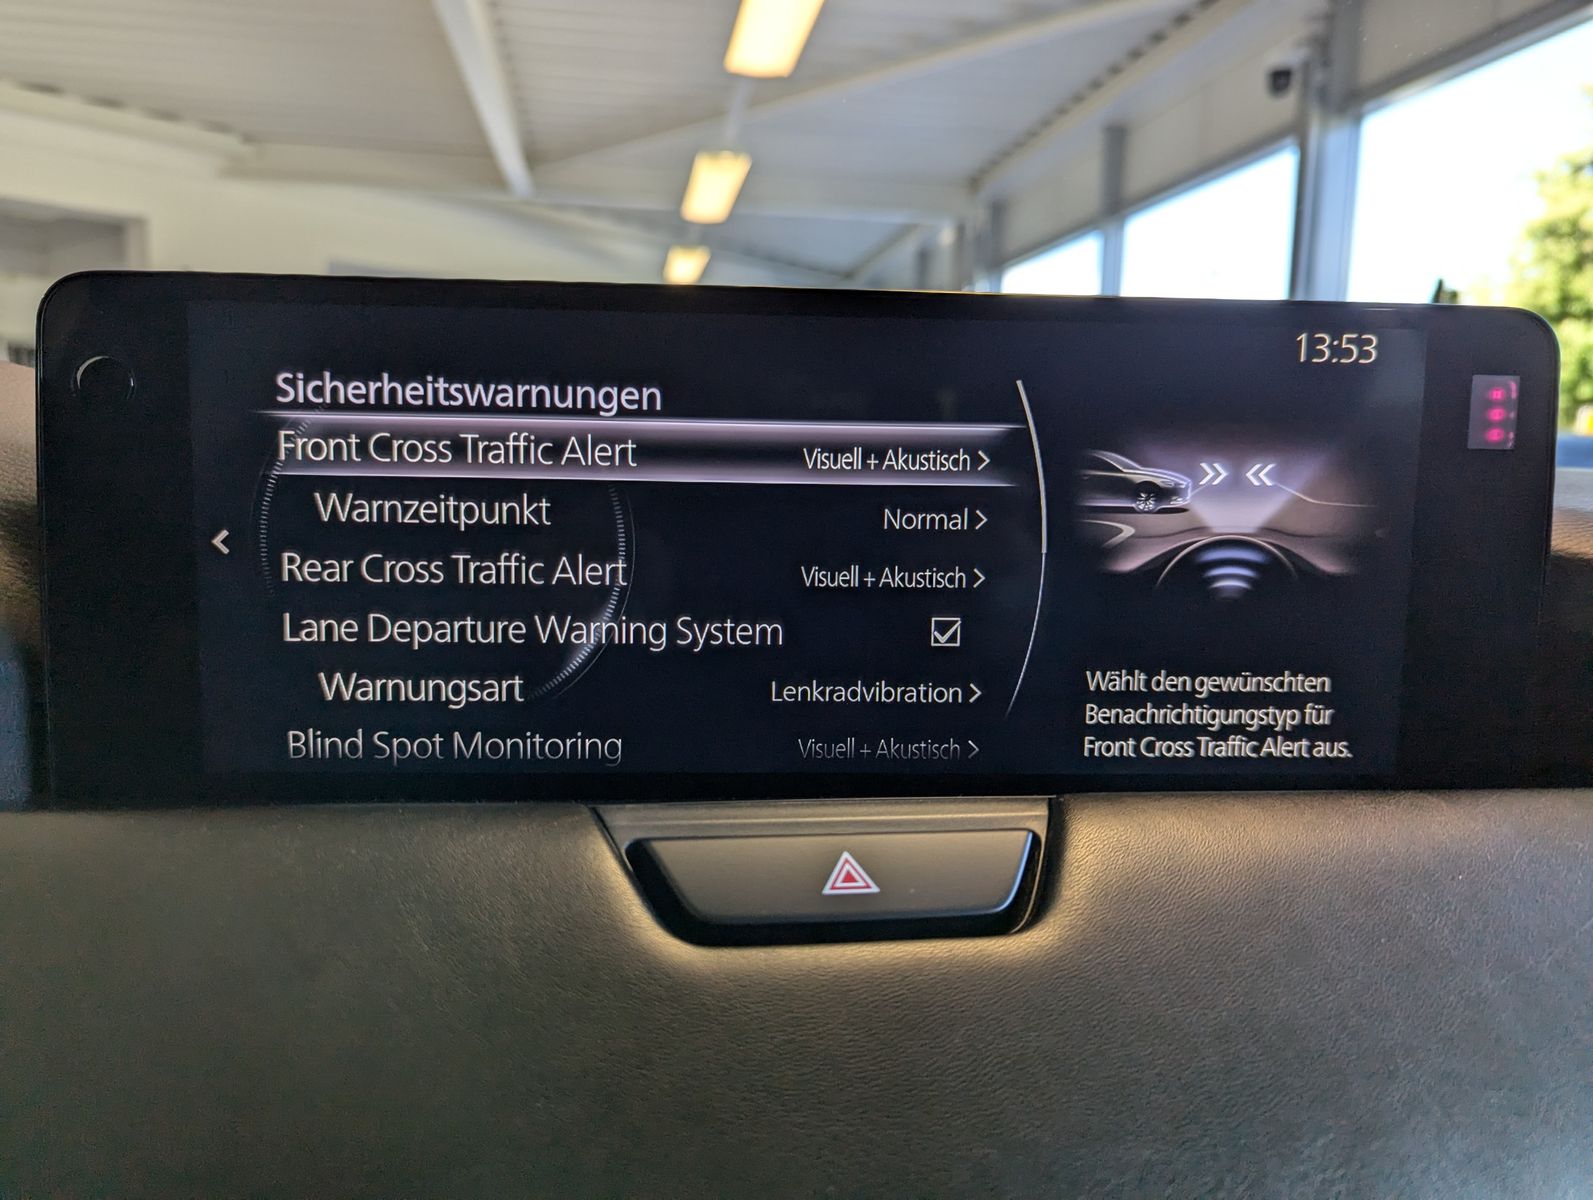 13:53
Sicherheitswarnungen
Front Cross Traffic Alert Visuell + Akustisch >
Warnzeitpunkt Normal >
Rear Cross Traffic Alert Visuell + Akustisch >
Lane Departure Warning System
Warnungsart Lenkradvibration >
Blind Spot Monitoring Visuell + Akustisch >
Wählt den gewünschten
Benachrichtigungstyp für
Front Cross Traffic Alert aus.